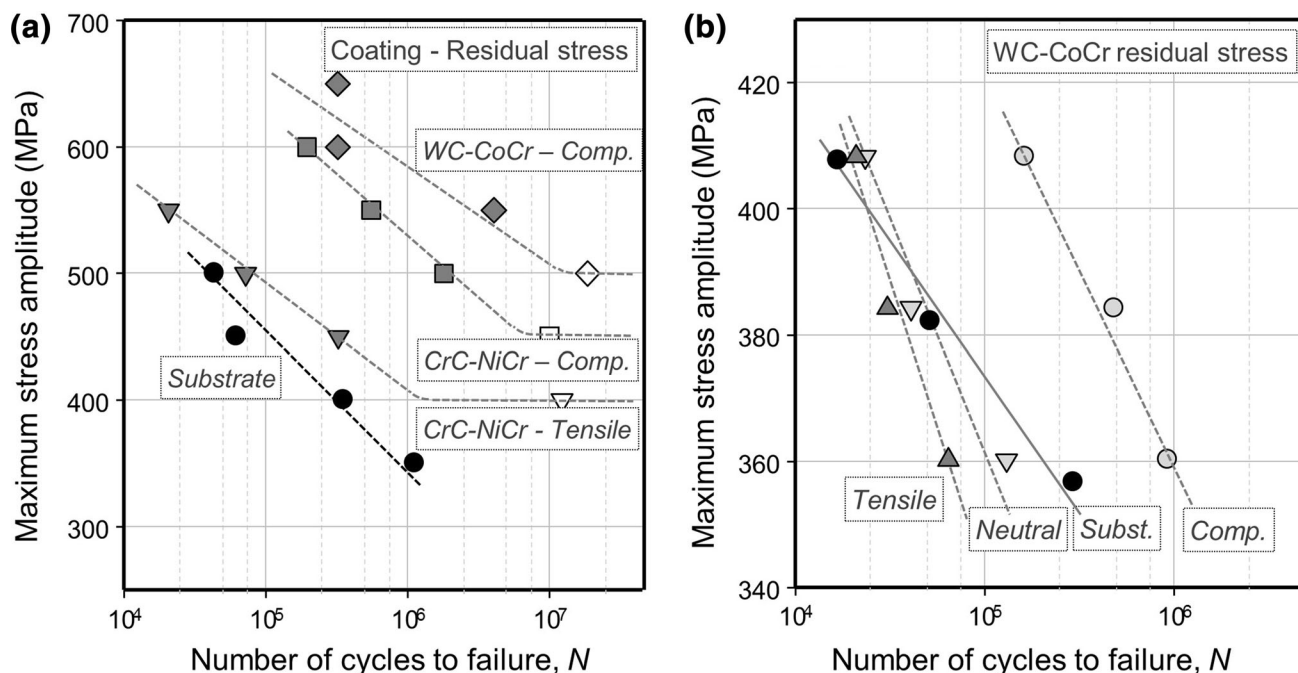 (a)
700
600
500
400
300
Maximum stress amplitude (MPa)
Coating - Residual stress
WC-CoCr – Comp.
Substrate
CrC-NiCr – Comp.
CrC-NiCr - Tensile
10⁴
10⁵
10⁶
10⁷
Number of cycles to failure, N
(b)
420
400
380
360
340
Maximum stress amplitude (MPa)
WC-CoCr residual stress
Tensile
Neutral
Subst.
Comp.
10⁴
10⁵
10⁶
Number of cycles to failure, N